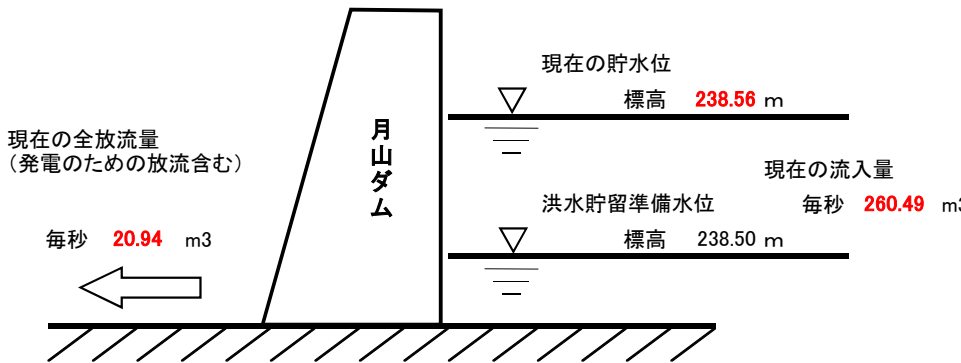 現在の貯水位
標高 238.56 m
現在の全放流量
(発電のための放流含む)
月山ダム
現在の流入量
毎秒 260.49 m3
洪水貯留準備水位
標高 238.50 m
毎秒 20.94 m3